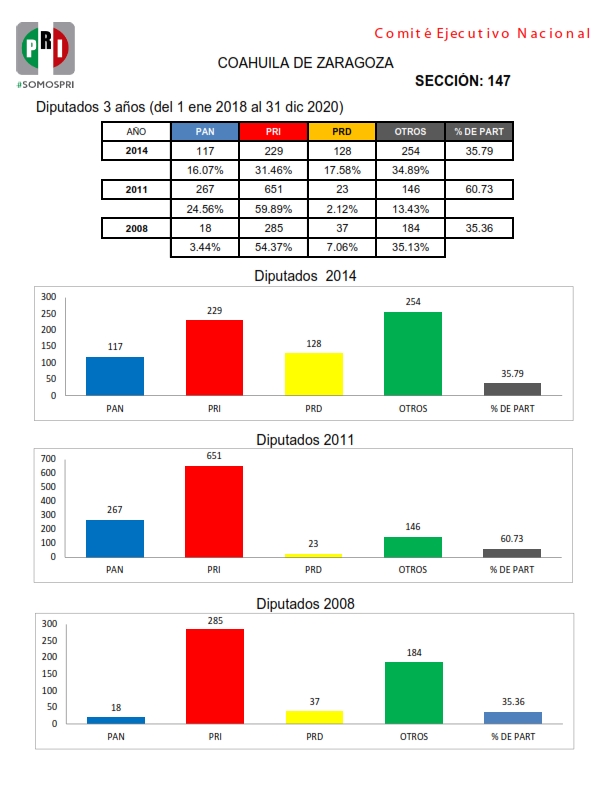 PRI
#SOMOSPRI
Comité Ejecutivo Nacional
COAHUILA DE ZARAGOZA
SECCIÓN: 147
Diputados 3 años (del 1 ene 2018 al 31 dic 2020)
AÑO PAN PRI PRD OTROS % DE PART
2014 117 229 128 254 35.79
16.07% 31.46% 17.58% 34.89%
2011 267 651 23 146 60.73
24.56% 59.89% 2.12% 13.43%
2008 18 285 37 184 35.36
3.44% 54.37% 7.06% 35.13%
Diputados 2014
300
250
200
150
100
50
0
117 229 128 254 35.79
PAN PRI PRD OTROS % DE PART
Diputados 2011
700
600
500
400
300
200
100
0
267 651 23 146 60.73
PAN PRI PRD OTROS % DE PART
Diputados 2008
300
250
200
150
100
50
0
18 285 37 184 35.36
PAN PRI PRD OTROS % DE PART